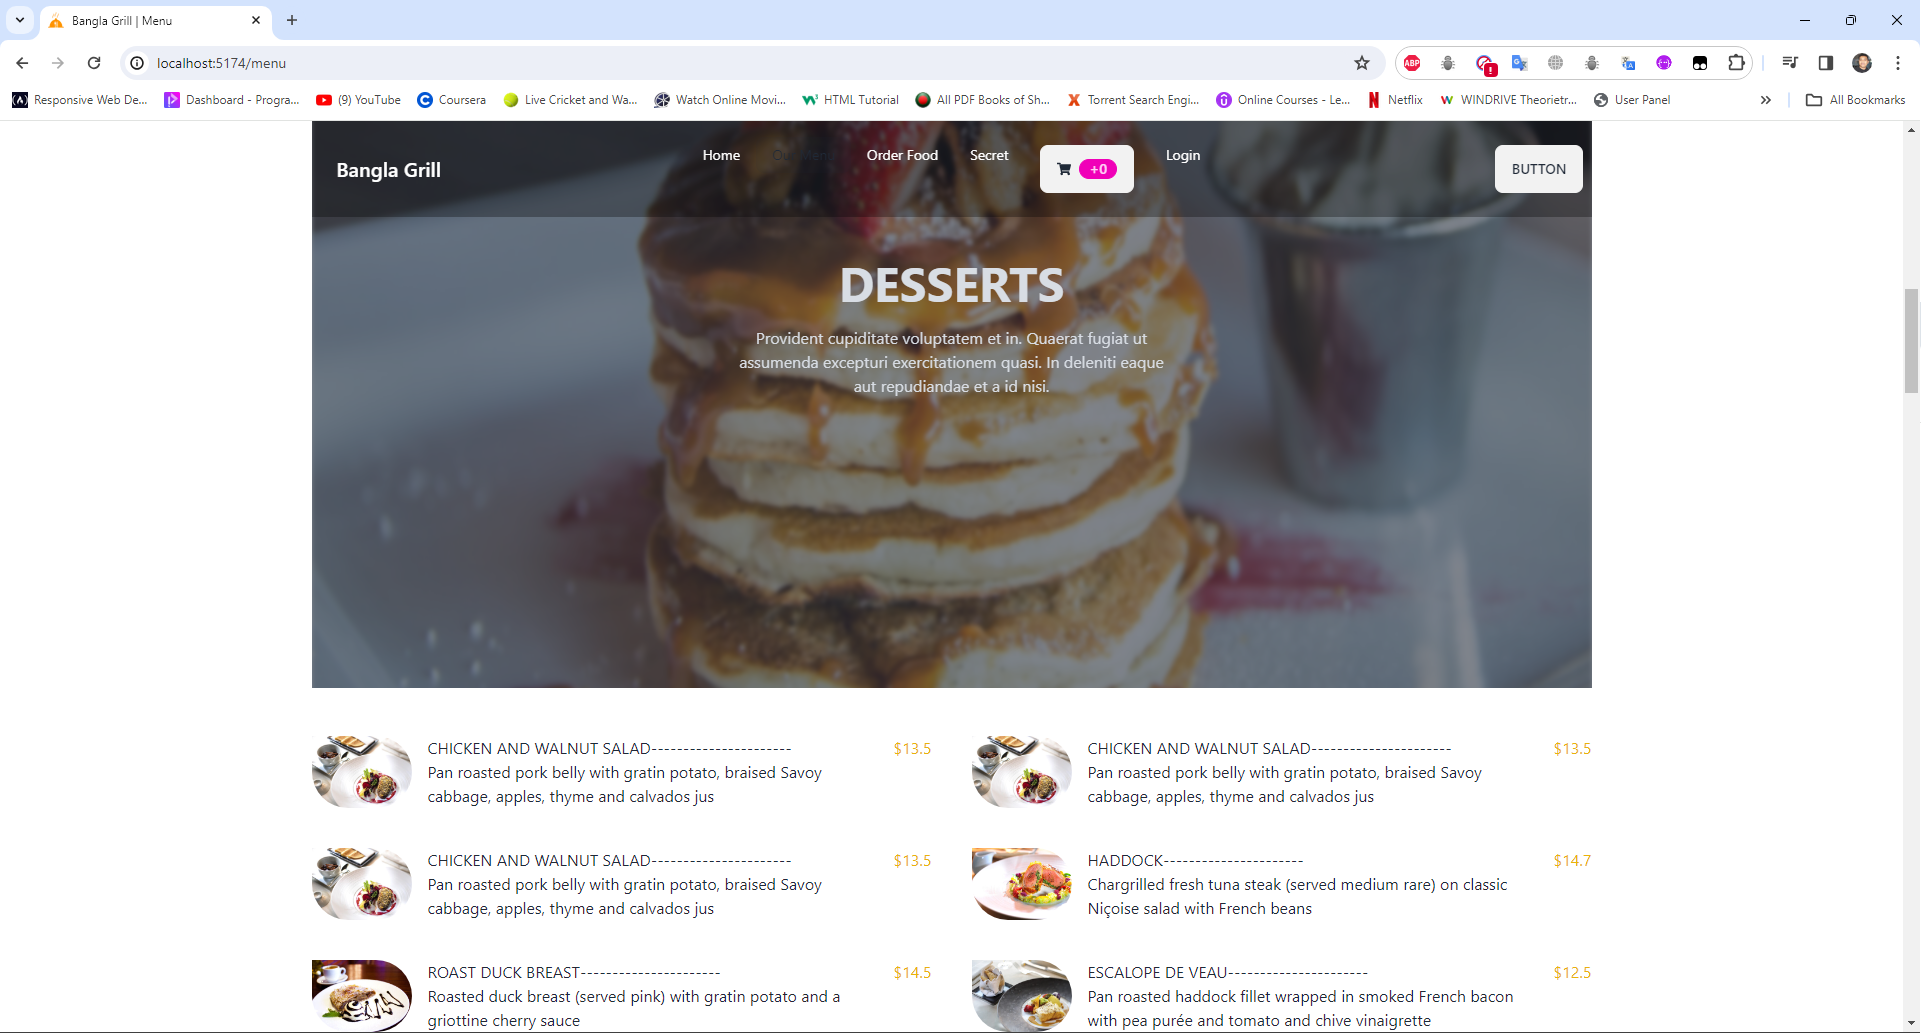 Bangla Grill | Menu
localhost:5174/menu
ABP
Responsive Web De...
Dashboard - Progra...
(9) YouTube
Coursera
Live Cricket and Wa...
Watch Online Movi...
HTML Tutorial
All PDF Books of Sh...
Torrent Search Engi...
Online Courses - Le...
Netflix
WINDRIVE Theorietr...
User Panel
All Bookmarks
Bangla Grill
Home
Our Menu
Order Food
Secret
+0
Login
BUTTON
DESSERTS
Provident cupiditate voluptatem et in. Quaerat fugiat ut
assumenda excepturi exercitationem quasi. In deleniti eaque
aut repudiandae et a id nisi.
CHICKEN AND WALNUT SALAD----------------------
$13.5
Pan roasted pork belly with gratin potato, braised Savoy
cabbage, apples, thyme and calvados jus
CHICKEN AND WALNUT SALAD----------------------
$13.5
Pan roasted pork belly with gratin potato, braised Savoy
cabbage, apples, thyme and calvados jus
CHICKEN AND WALNUT SALAD----------------------
$13.5
Pan roasted pork belly with gratin potato, braised Savoy
cabbage, apples, thyme and calvados jus
HADDOCK----------------------
$14.7
Chargrilled fresh tuna steak (served medium rare) on classic
Niçoise salad with French beans
ROAST DUCK BREAST----------------------
$14.5
Roasted duck breast (served pink) with gratin potato and a
griottine cherry sauce
ESCALOPE DE VEAU----------------------
$12.5
Pan roasted haddock fillet wrapped in smoked French bacon
with pea purée and tomato and chive vinaigrette